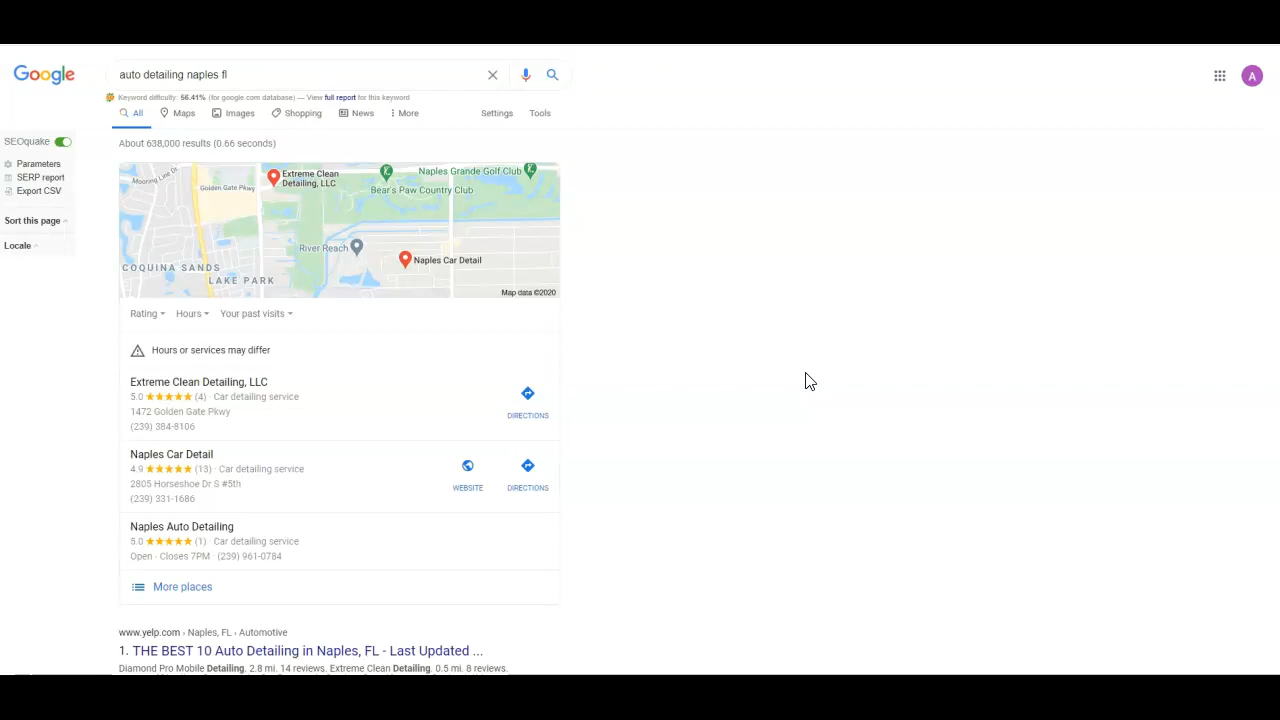 Google
auto detailing naples fl
A
Keyword difficulty: 56.41% (for google.com database) — View full report for this keyword
All Maps Images Shopping News More Settings Tools
SEOquake
About 638,000 results (0.66 seconds)
Parameters
SERP report
Export CSV
Sort this page
Locale
Mooring Line Dr
Golden Gate Pkwy
Extreme Clean
Detailing, LLC
Naples Grande Golf Club
Bear's Paw Country Club
River Reach
Naples Car Detail
COQUINA SANDS
LAKE PARK
Map data ©2020
Rating Hours Your past visits
Hours or services may differ
Extreme Clean Detailing, LLC
5.0 (4) · Car detailing service
1472 Golden Gate Pkwy
(239) 384-8106
DIRECTIONS
Naples Car Detail
4.9 (13) · Car detailing service
2805 Horseshoe Dr S #5th
(239) 331-1686
WEBSITE DIRECTIONS
Naples Auto Detailing
5.0 (1) · Car detailing service
Open · Closes 7PM · (239) 961-0784
More places
www.yelp.com › Naples, FL › Automotive
1. THE BEST 10 Auto Detailing in Naples, FL - Last Updated ...
Diamond Pro Mobile Detailing. 2.8 mi. 14 reviews. Extreme Clean Detailing. 0.5 mi. 8 reviews.